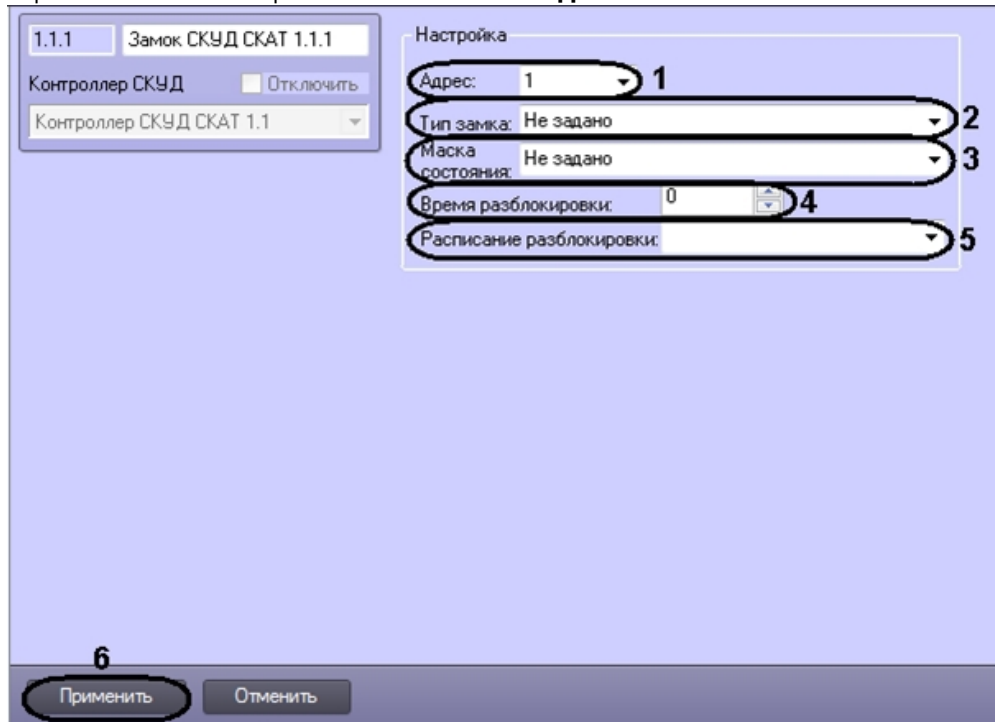 1.1.1 Замок СКУД СКАТ 1.1.1
Контроллер СКУД Отключить
Контроллер СКУД СКАТ 1.1
Настройка
Адрес: 1 1
Тип замка: Не задано 2
Маска состояния: Не задано 3
Время разблокировки: 0 4
Расписание разблокировки: 5
6
Применить Отменить